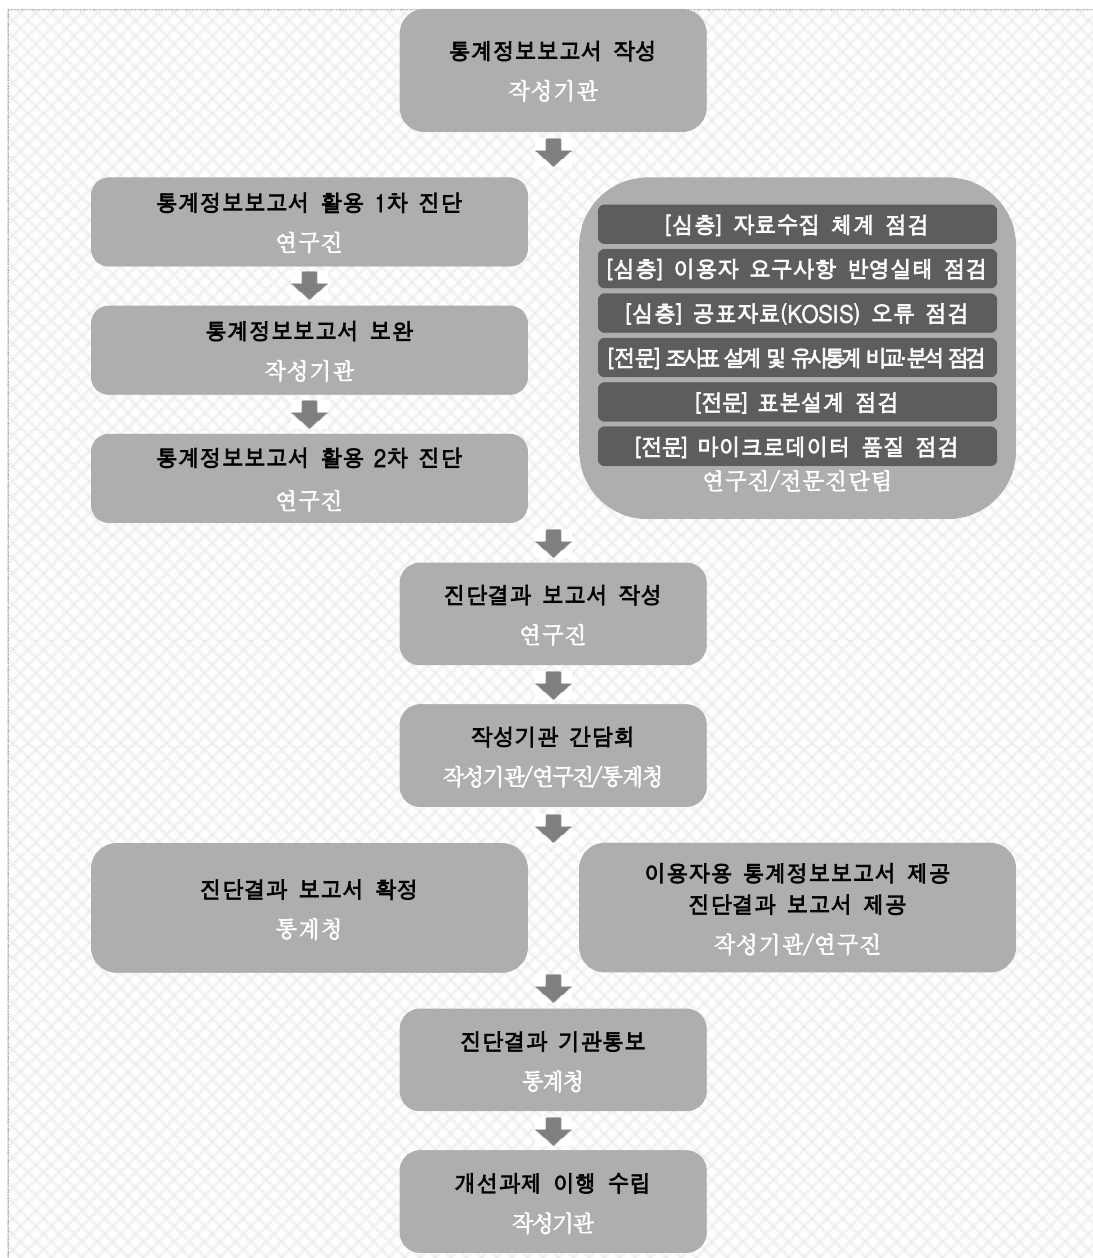 통계정보보고서 작성
작성기관
통계정보보고서 활용 1차 진단
연구진
통계정보보고서 보완
작성기관
통계정보보고서 활용 2차 진단
연구진
[심층] 자료수집 체계 점검
[심층] 이용자 요구사항 반영실태 점검
[심층] 공표자료(KOSIS) 오류 점검
[전문] 조사표 설계 및 유사통계 비교·분석 점검
[전문] 표본설계 점검
[전문] 마이크로데이터 품질 점검
연구진/전문진단팀
진단결과 보고서 작성
연구진
작성기관 간담회
작성기관/연구진/통계청
진단결과 보고서 확정
통계청
이용자용 통계정보보고서 제공
진단결과 보고서 제공
작성기관/연구진
진단결과 기관통보
통계청
개선과제 이행 수립
작성기관